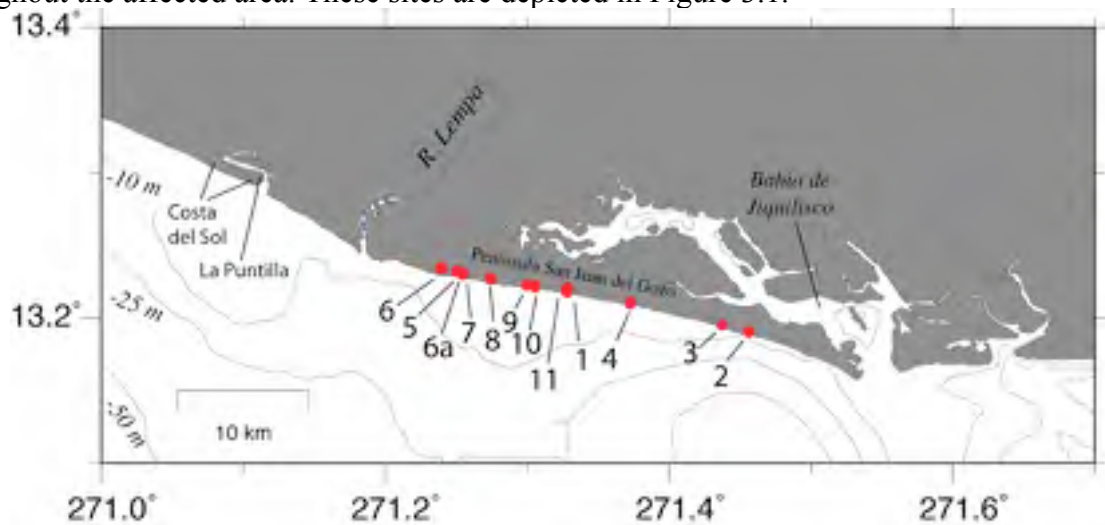 ghout the affected area. These sites are depicted in Figure 3.1.
13.4°
R. Lempa
-10 m
Costa
del Sol
La Puntilla
Bahia de
Jiquilisco
Peninsula San Juan del Gozo
13.2°
-25 m
-50 m
6
5
6a
7
8
9
10
11
1
4
3
2
10 km
271.0°
271.2°
271.4°
271.6°